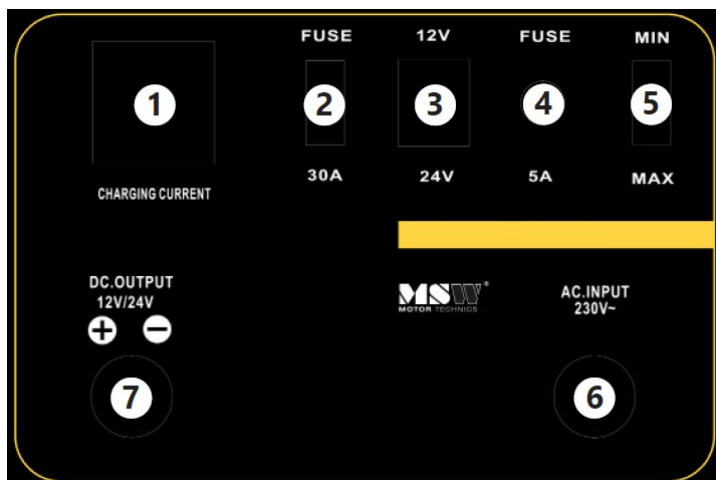 FUSE 12V FUSE MIN
1 2 3 4 5
30A 24V 5A MAX
CHARGING CURRENT
DC.OUTPUT
12V/24V
+ −
MSW®
MOTOR TECHNICS
AC.INPUT
230V~
7 6